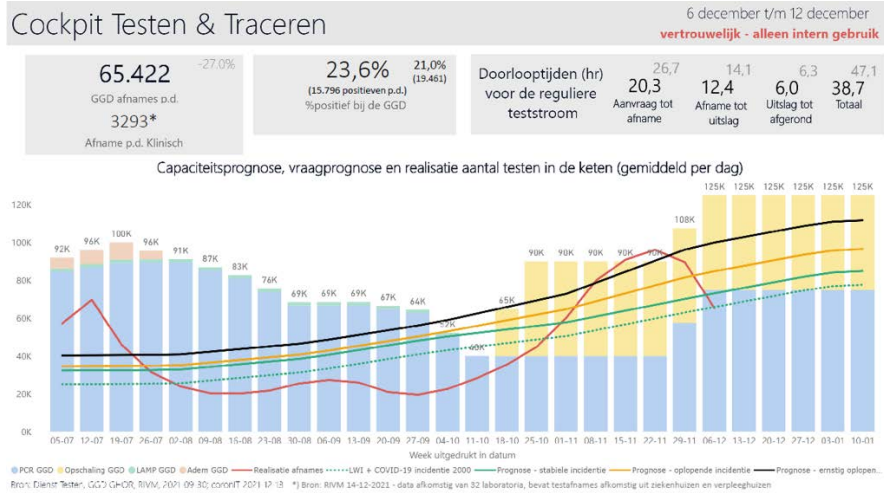 Cockpit Testen & Traceren
6 december t/m 12 december
vertrouwelijk - alleen intern gebruik
65.422
-27.0%
GGD afnames p.d.
3293*
Afname p.d. Klinisch
23,6%
21,0%
(15.796 positieven p.d.)
(19.461)
%positief bij de GGD
Doorlooptijden (hr)
voor de reguliere
teststroom
26,7
20,3
Aanvraag tot
afname
14,1
12,4
Afname tot
uitslag
6,3
6,0
Uitslag tot
afgerond
47,1
38,7
Totaal
Capaciteitsprognose, vraagprognose en realisatie aantal testen in de keten (gemiddeld per dag)
120K
100K
80K
60K
40K
20K
0K
92K 96K 100K 96K 91K 87K 83K 76K 69K 69K 69K 67K 64K 52K 40K 65K 90K 90K 90K 90K 90K 108K 125K 125K 125K 125K 125K 125K
05-07 12-07 19-07 26-07 02-08 09-08 16-08 23-08 30-08 06-09 13-09 20-09 27-09 04-10 11-10 18-10 25-10 01-11 08-11 15-11 22-11 29-11 06-12 13-12 20-12 27-12 03-01 10-01
Week uitgedrukt in datum
PCR GGD Opschaling GGD LAMP GGD Adem GGD Realisatie afnames LWI + COVID-19 incidentie 2000 Prognose - stabiele incidentie Prognose - oplopende incidentie Prognose - ernstig oplopen...
Bron: Dienst Testen, GGD GHOR, RIVM, 2021-09-30; coronIT 2021-12-13 *) Bron: RIVM 14-12-2021 - data afkomstig van 32 laboratoria, bevat testafnames afkomstig uit ziekenhuizen en verpleeghuizen